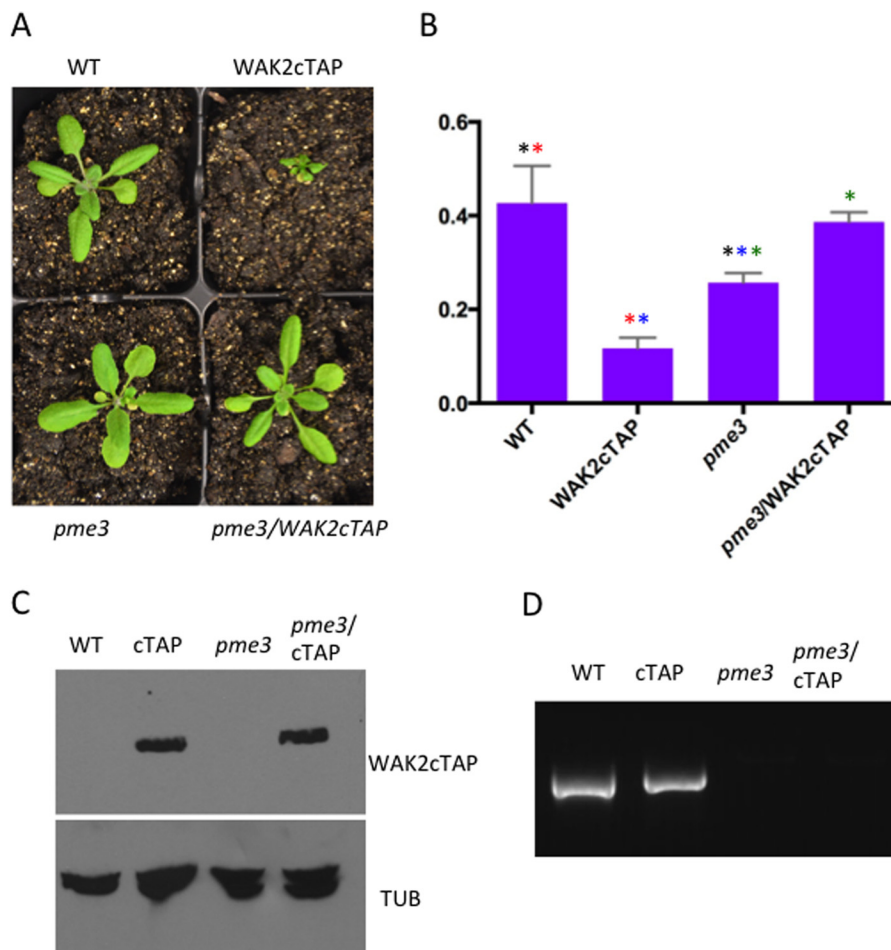 A
WT WAK2cTAP
pme3 pme3/WAK2cTAP
B
0.6
0.4
0.2
0.0
**
**
***
*
WT
WAK2cTAP
pme3
pme3/WAK2cTAP
C
WT cTAP pme3 pme3/
cTAP
WAK2cTAP
TUB
D
WT cTAP pme3 pme3/
cTAP